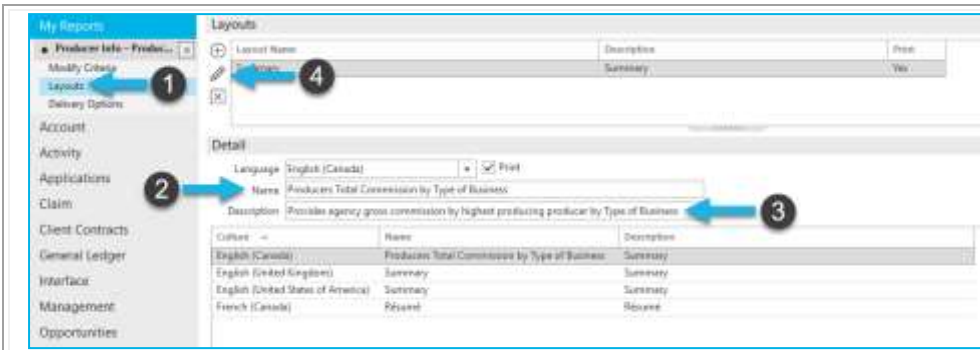 My Reports
Layouts
Producer Info - Produc...
Layout Name Description Print
Modify Criteria
Summary Summary Yes
Layouts
Delivery Options
1
4
Account
Detail
Activity
Language English (Canada) Print
Applications
2
Name Producers Total Commission by Type of Business
Claim
Description Provides agency gross commission by highest producing producer by Type of Business
3
Client Contracts
Culture Name Description
General Ledger
English (Canada) Producers Total Commission by Type of Business Summary
Interface
English (United Kingdom) Summary Summary
English (United States of America) Summary Summary
Management
French (Canada) Résumé Résumé
Opportunities